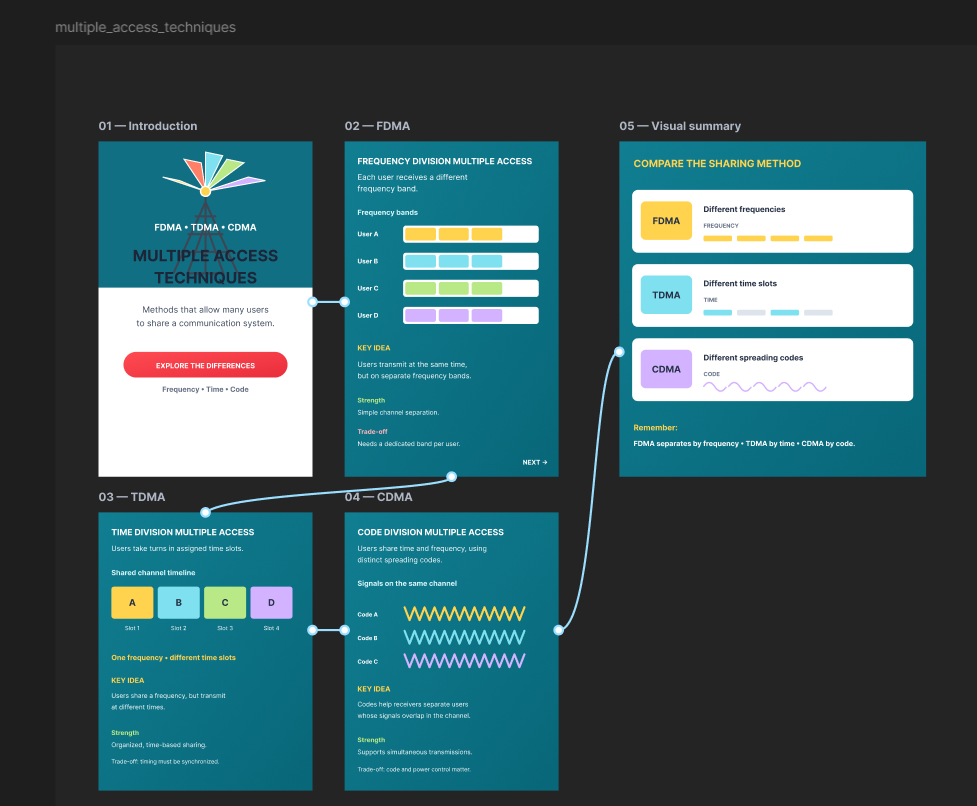 multiple_access_techniques
01 — Introduction
FDMA • TDMA • CDMA
MULTIPLE ACCESS
TECHNIQUES
Methods that allow many users
to share a communication system.
EXPLORE THE DIFFERENCES
Frequency • Time • Code
02 — FDMA
FREQUENCY DIVISION MULTIPLE ACCESS
Each user receives a different
frequency band.
Frequency bands
User A
User B
User C
User D
KEY IDEA
Users transmit at the same time,
but on separate frequency bands.
Strength
Simple channel separation.
Trade-off
Needs a dedicated band per user.
NEXT →
03 — TDMA
TIME DIVISION MULTIPLE ACCESS
Users take turns in assigned time slots.
Shared channel timeline
A B C D
Slot 1 Slot 2 Slot 3 Slot 4
One frequency • different time slots
KEY IDEA
Users share a frequency, but transmit
at different times.
Strength
Organized, time-based sharing.
Trade-off: timing must be synchronized.
04 — CDMA
CODE DIVISION MULTIPLE ACCESS
Users share time and frequency, using
distinct spreading codes.
Signals on the same channel
Code A
Code B
Code C
KEY IDEA
Codes help receivers separate users
whose signals overlap in the channel.
Strength
Supports simultaneous transmissions.
Trade-off: code and power control matter.
05 — Visual summary
COMPARE THE SHARING METHOD
FDMA
Different frequencies
FREQUENCY
TDMA
Different time slots
TIME
CDMA
Different spreading codes
CODE
Remember:
FDMA separates by frequency • TDMA by time • CDMA by code.